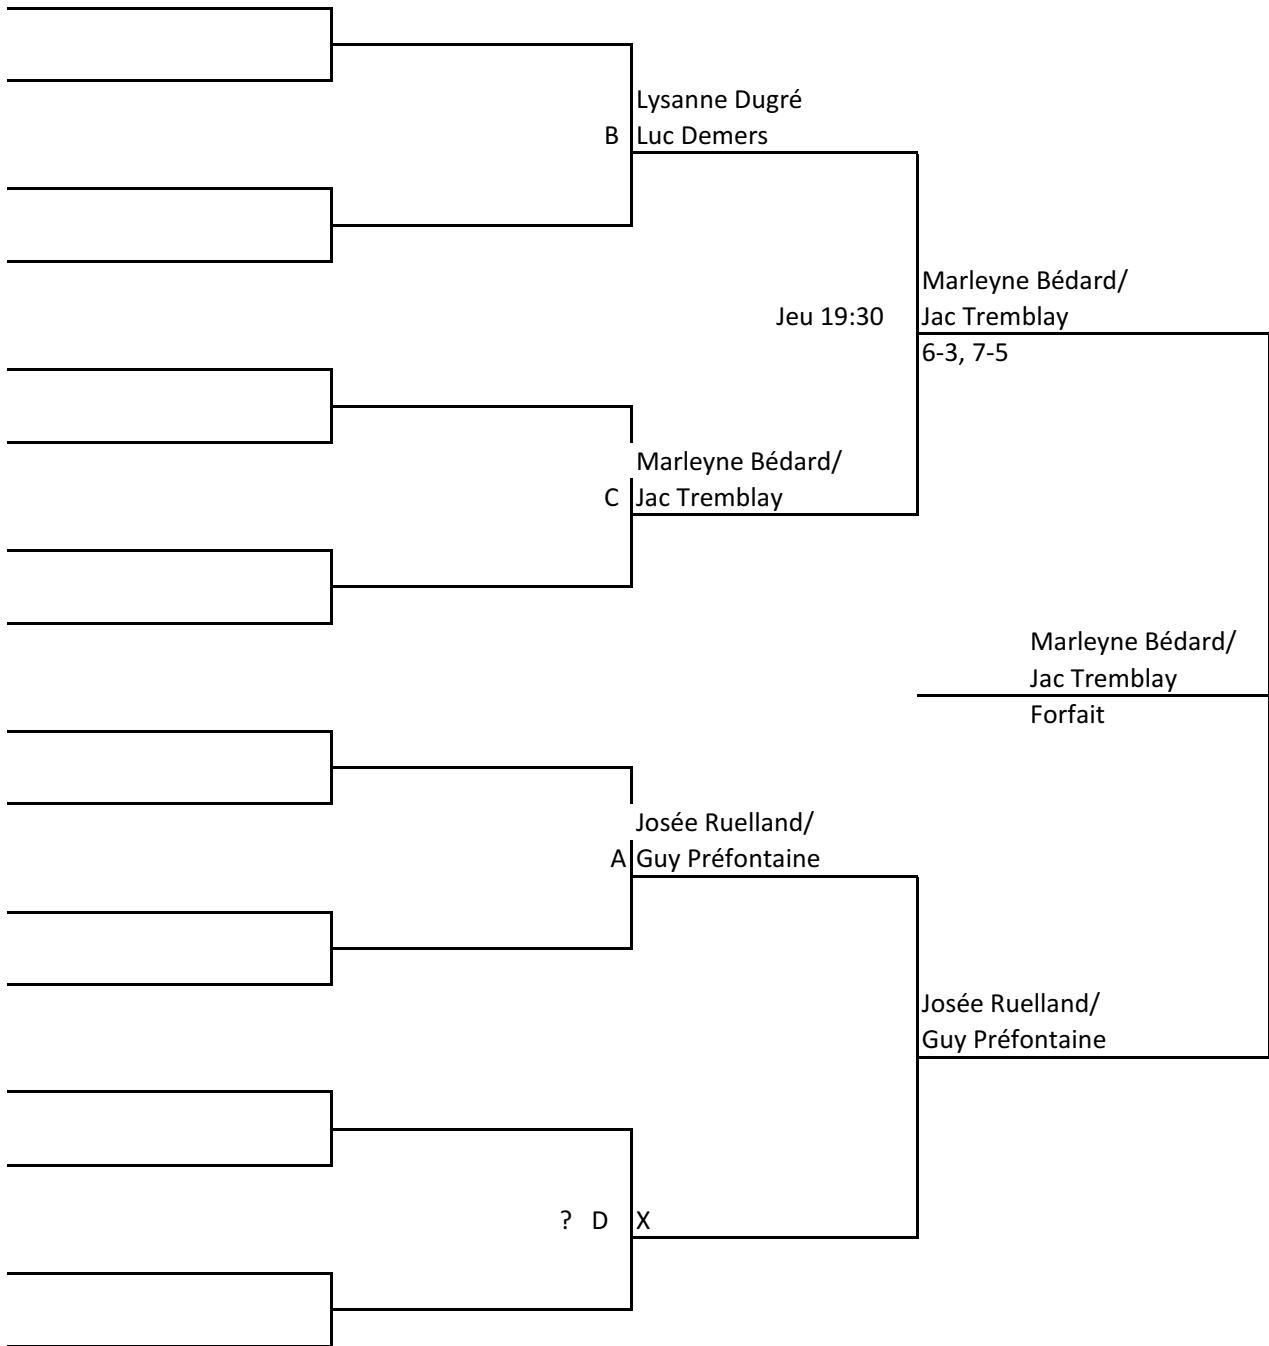 Lysanne Dugré
B Luc Demers
Marleyne Bédard/
Jeu 19:30 Jac Tremblay
6-3, 7-5
Marleyne Bédard/
C Jac Tremblay
Marleyne Bédard/
Jac Tremblay
Forfait
Josée Ruelland/
A Guy Préfontaine
Josée Ruelland/
Guy Préfontaine
? D X